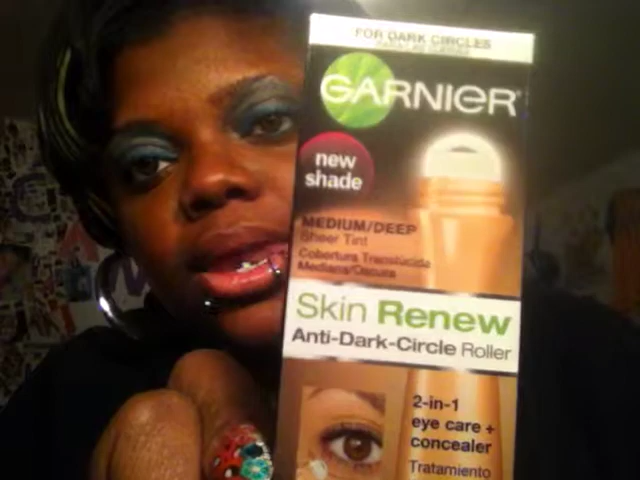 FOR DARK CIRCLES
GARNIER
new
shade
MEDIUM/DEEP
Sheer Tint
Cobertura Translúcida
Mediana/Oscura
Skin Renew
Anti-Dark-Circle Roller
2-in-1
eye care +
concealer
Tratamiento